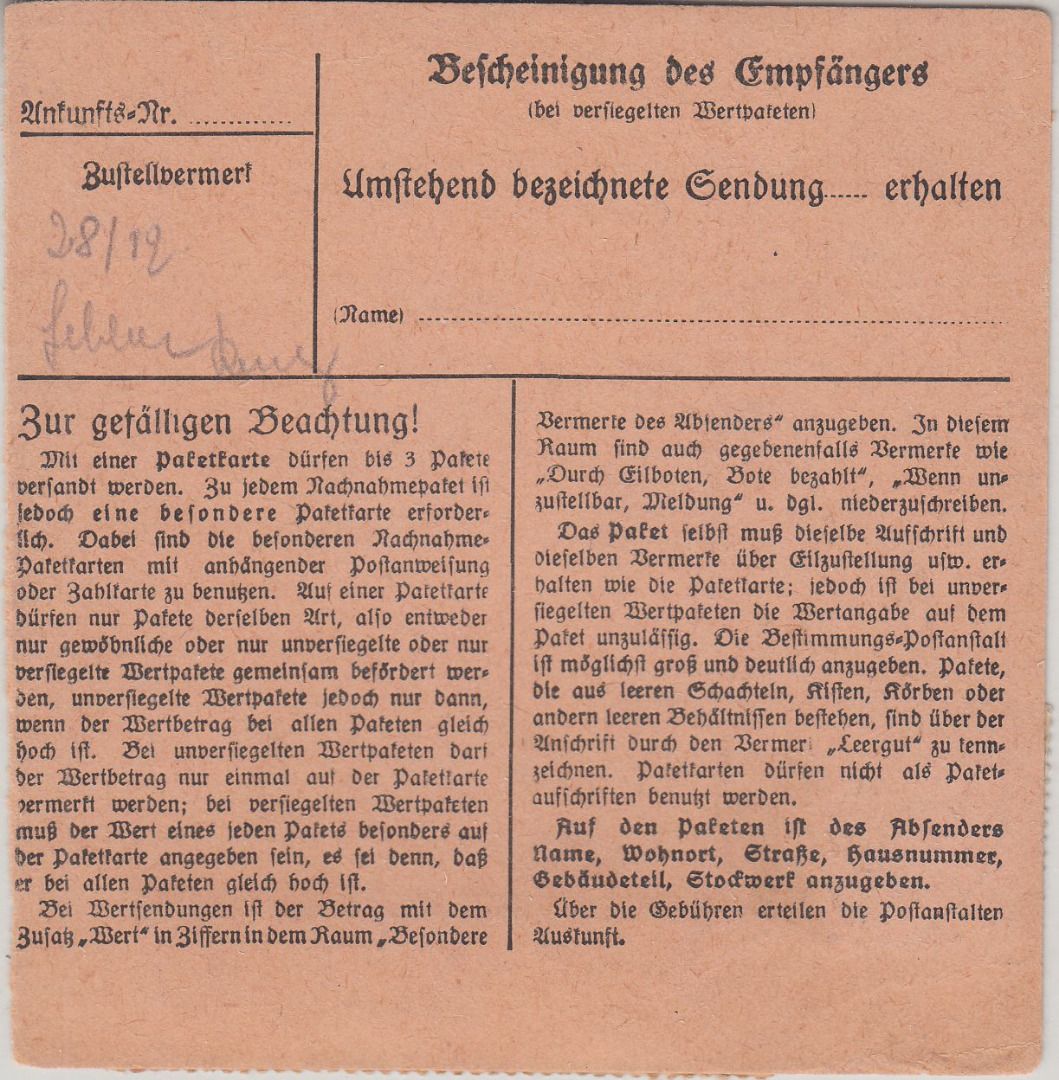 Ankunfts-Nr. .............
Zustellvermerk
28/12
Bescheinigung des Empfängers
(bei versiegelten Wertpaketen)
Umstehend bezeichnete Sendung...... erhalten
(Name) ................................................................
Zur gefälligen Beachtung!
Mit einer Paketkarte dürfen bis 3 Pakete
versandt werden. Zu jedem Nachnahmepaket ist
jedoch eine besondere Paketkarte erforder-
lich. Dabei sind die besonderen Nachnahme-
Paketkarten mit anhängender Postanweisung
oder Zahlkarte zu benutzen. Auf einer Paketkarte
dürfen nur Pakete derselben Art, also entweder
nur gewöhnliche oder nur unversiegelte oder nur
versiegelte Wertpakete gemeinsam befördert wer-
den, unversiegelte Wertpakete jedoch nur dann,
wenn der Wertbetrag bei allen Paketen gleich
hoch ist. Bei unversiegelten Wertpaketen darf
der Wertbetrag nur einmal auf der Paketkarte
vermerkt werden; bei versiegelten Wertpaketen
muß der Wert eines jeden Pakets besonders auf
der Paketkarte angegeben sein, es sei denn, daß
er bei allen Paketen gleich hoch ist.
Bei Wertsendungen ist der Betrag mit dem
Zusatz „Wert“ in Ziffern in dem Raum „Besondere
Vermerke des Absenders“ anzugeben. In diesem
Raum sind auch gegebenenfalls Vermerke wie
„Durch Eilboten, Bote bezahlt“, „Wenn un-
zustellbar, Meldung“ u. dgl. niederzuschreiben.
Das Paket selbst muß dieselbe Aufschrift und
dieselben Vermerke über Eilzustellung usw. er-
halten wie die Paketkarte; jedoch ist bei unver-
siegelten Wertpaketen die Wertangabe auf dem
Paket unzulässig. Die Bestimmungs-Postanstalt
ist möglichst groß und deutlich anzugeben. Pakete,
die aus leeren Schachteln, Kisten, Körben oder
andern leeren Behältnissen bestehen, sind über der
Anschrift durch den Vermerk „Leergut“ zu kenn-
zeichnen. Paketkarten dürfen nicht als Paket-
aufschriften benutzt werden.
Auf den Paketen ist des Absenders
Name, Wohnort, Straße, Hausnummer,
Gebäudeteil, Stockwerk anzugeben.
Über die Gebühren erteilen die Postanstalten
Auskunft.